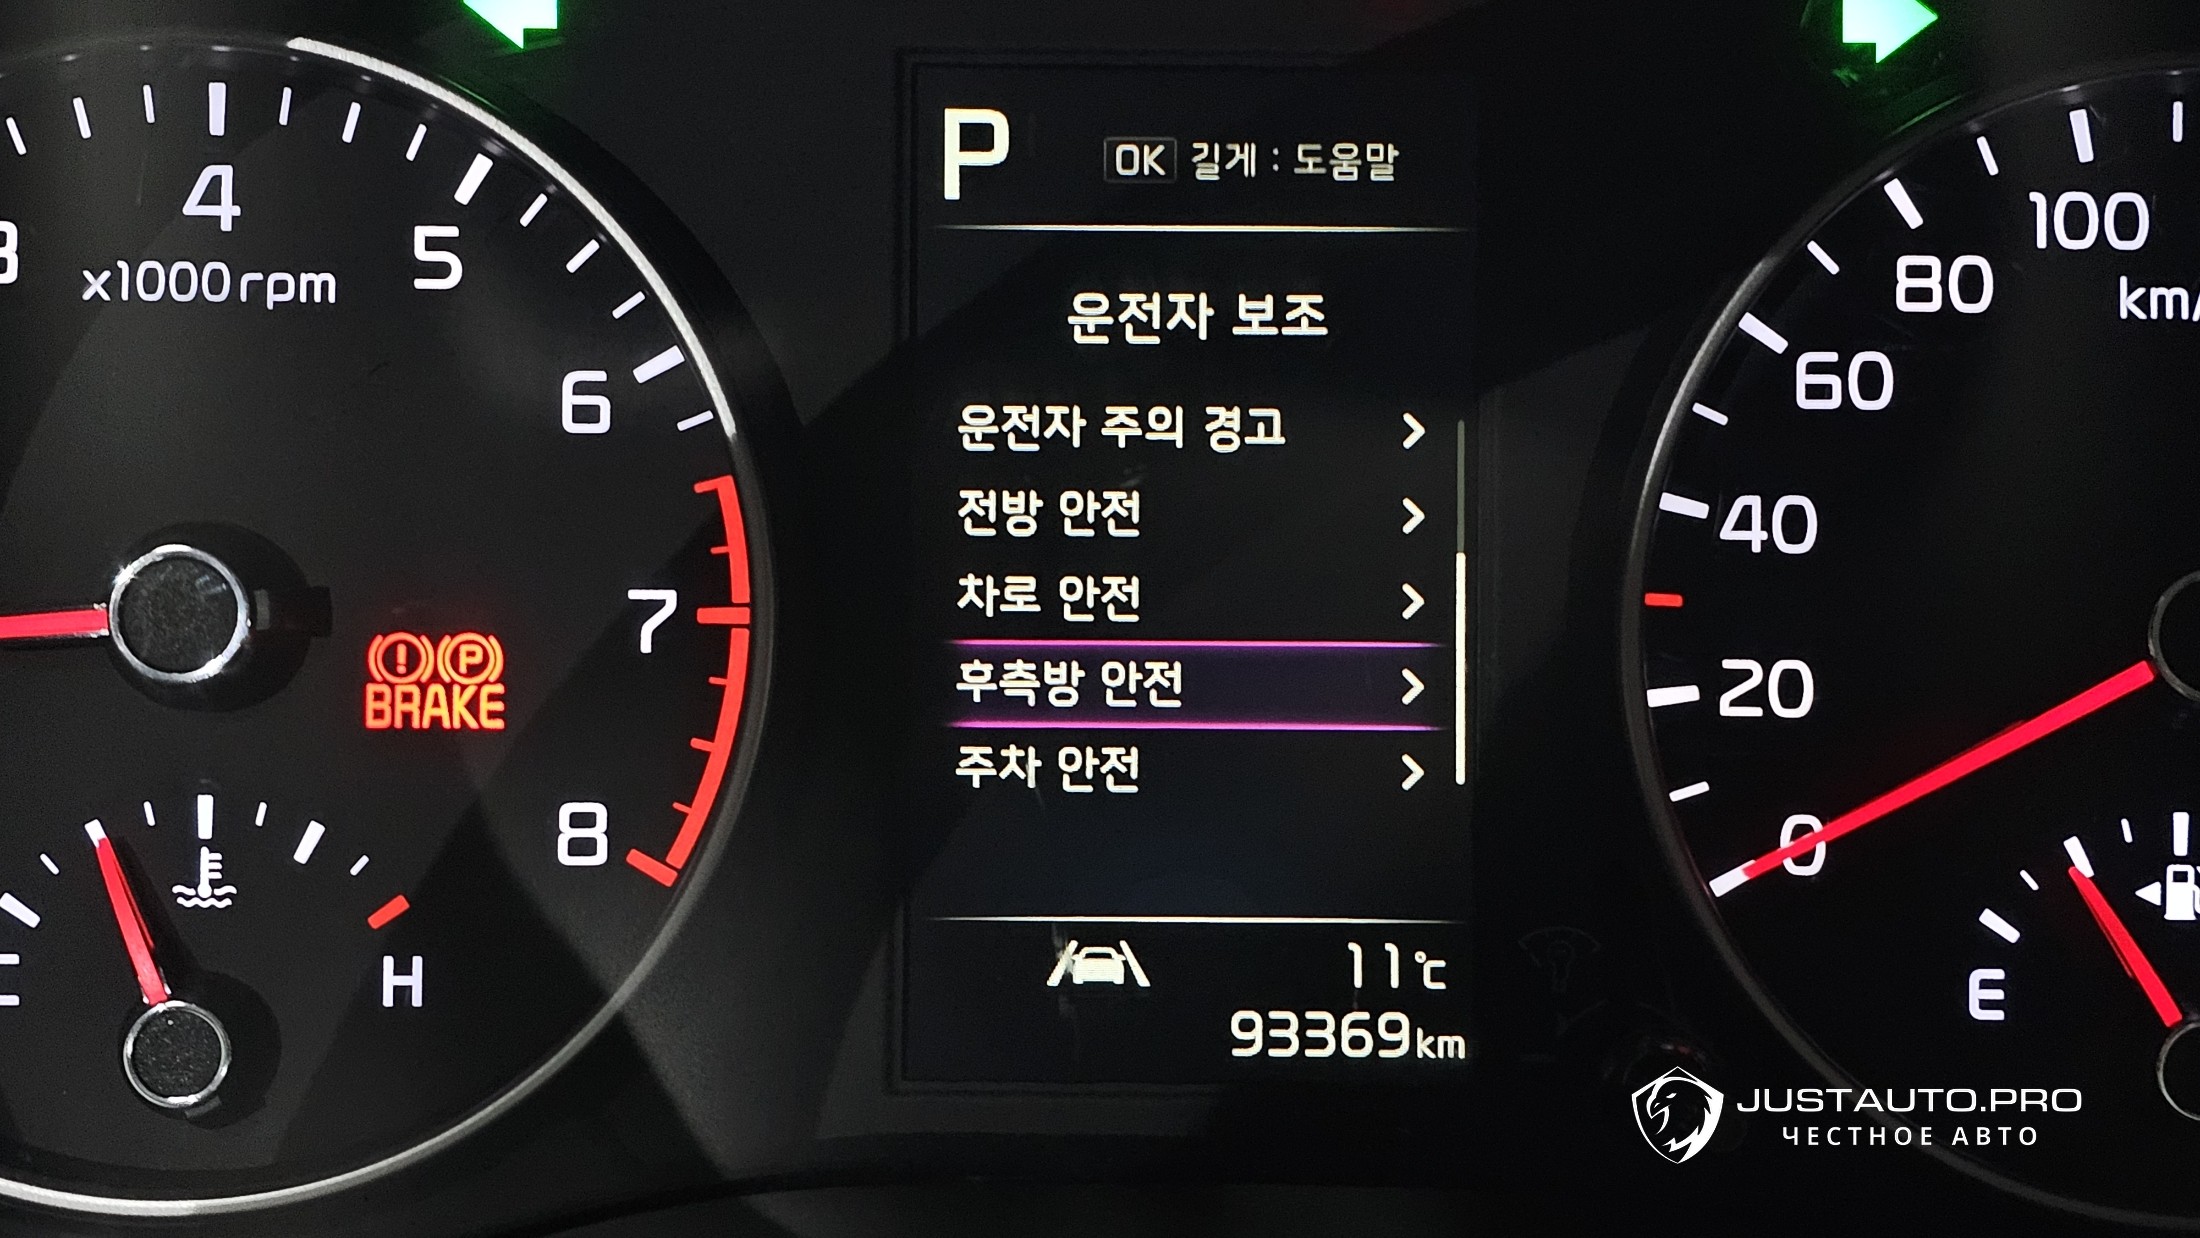 4
5
x1000rpm
6
7
8
BRAKE
H
P
OK 길게 : 도움말
운전자 보조
운전자 주의 경고
전방 안전
차로 안전
후측방 안전
주차 안전
11℃
93369km
100
80
km/
60
40
20
0
E
JUSTAUTO.PRO
ЧЕСТНОЕ АВТО